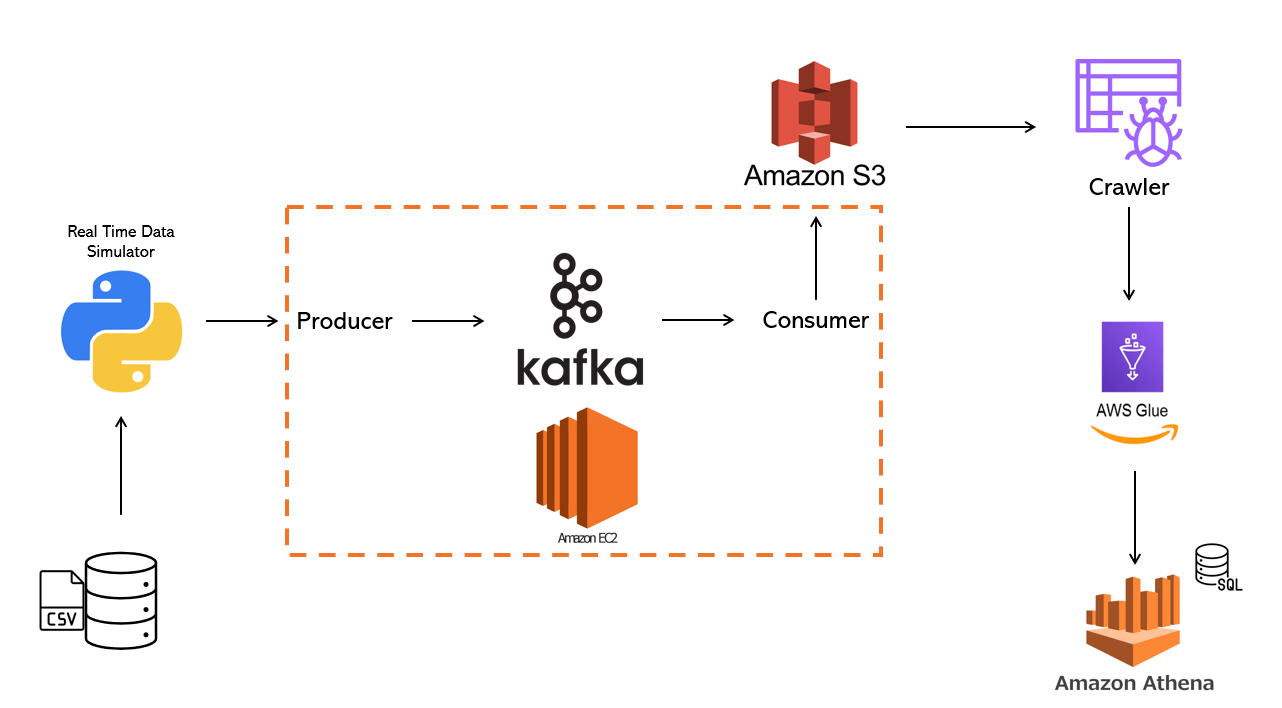 Amazon S3
Crawler
Real Time Data
Simulator
Producer
kafka
Consumer
Amazon EC2
AWS Glue
CSV
SQL
Amazon Athena